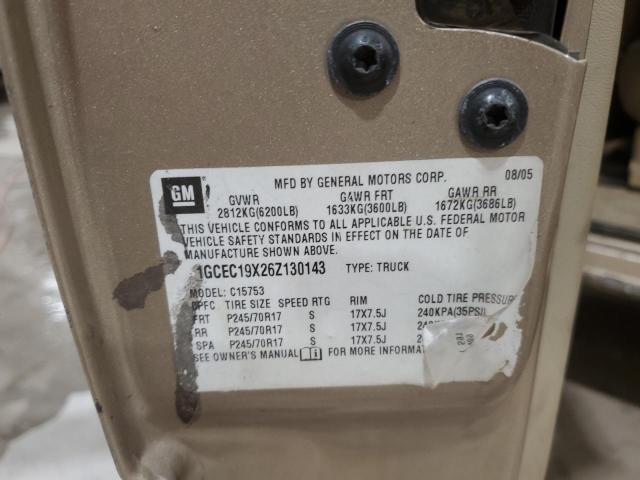 GM
MFD BY GENERAL MOTORS CORP. 08/05
GVWR GAWR FRT GAWR RR
2812KG(6200LB) 1633KG(3600LB) 1672KG(3686LB)
THIS VEHICLE CONFORMS TO ALL APPLICABLE U.S. FEDERAL MOTOR
VEHICLE SAFETY STANDARDS IN EFFECT ON THE DATE OF
MANUFACTURE SHOWN ABOVE.
1GCEC19X26Z130143 TYPE: TRUCK
MODEL: C15753
TIRE SIZE SPEED RTG RIM COLD TIRE PRESSURE
FRT P245/70R17 S 17X7.5J 240KPA(35PSI)
RR P245/70R17 S 17X7.5J
SPA P245/70R17 S 17X7.5J
SEE OWNER'S MANUAL FOR MORE INFORMAT